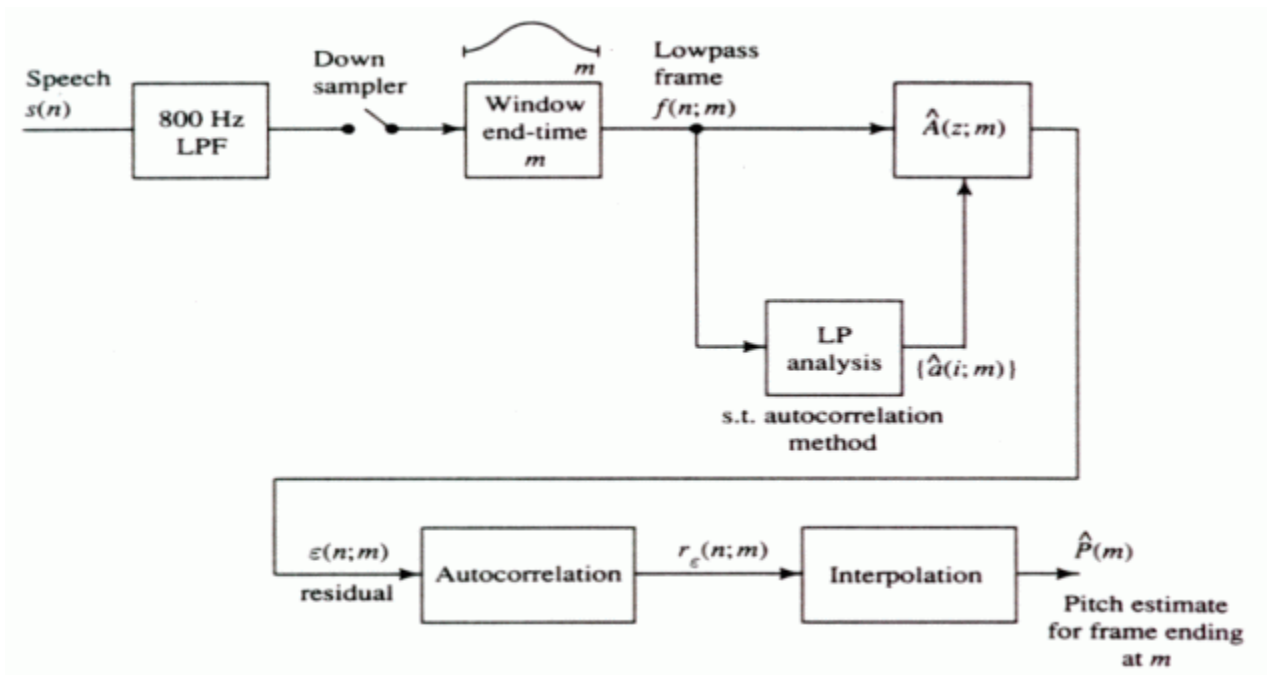 Speech
s(n)
800 Hz
LPF
Down
sampler
m
Window
end-time
m
Lowpass
frame
f(n; m)
Â(z; m)
LP
analysis
{â(i; m)}
s.t. autocorrelation
method
ε(n; m)
residual
Autocorrelation
r_ε(n; m)
Interpolation
P̂(m)
Pitch estimate
for frame ending
at m